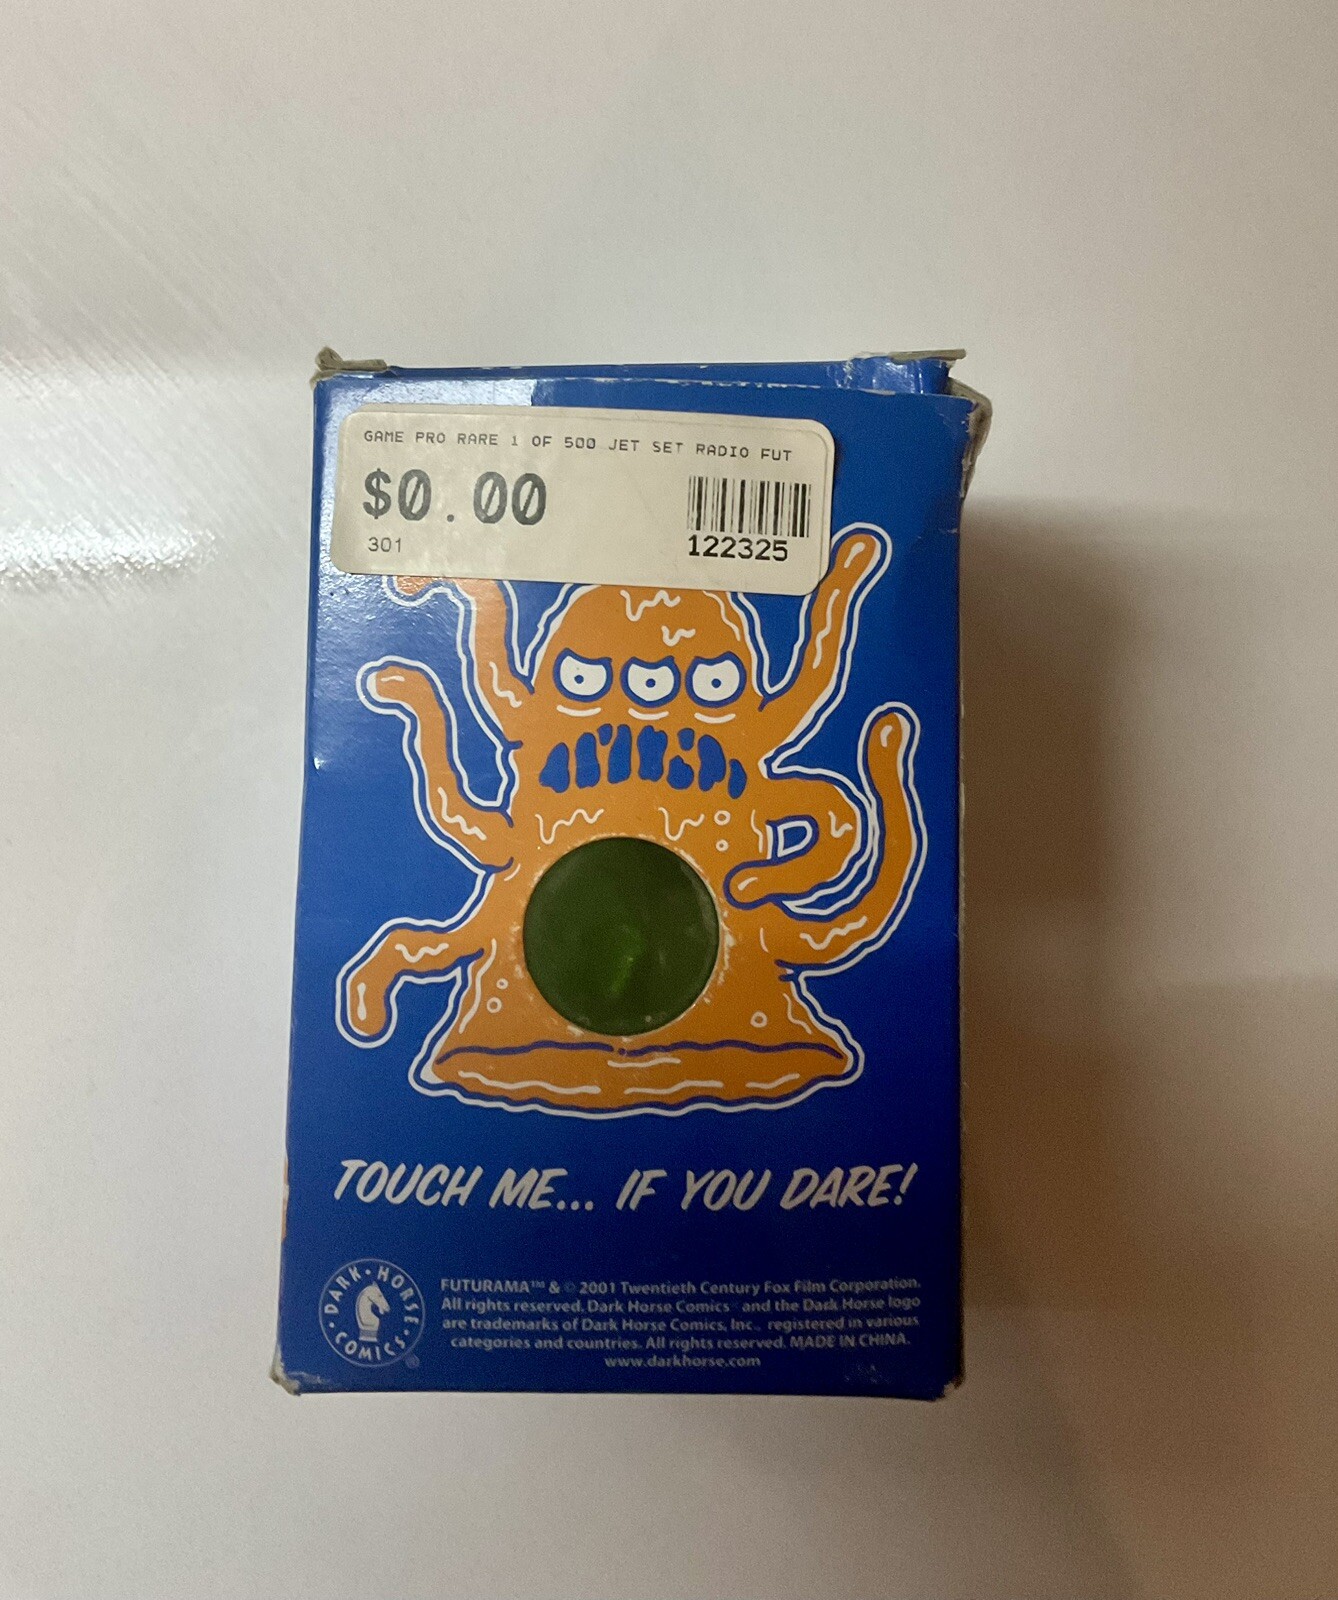 GAME PRO RARE 1 OF 500 JET SET RADIO FUT
$0.00
301
122325
TOUCH ME... IF YOU DARE!
DARK·HORSE·COMICS·
®
FUTURAMA™ & © 2001 Twentieth Century Fox Film Corporation.
All rights reserved. Dark Horse Comics® and the Dark Horse logo
are trademarks of Dark Horse Comics, Inc., registered in various
categories and countries. All rights reserved. MADE IN CHINA.
www.darkhorse.com